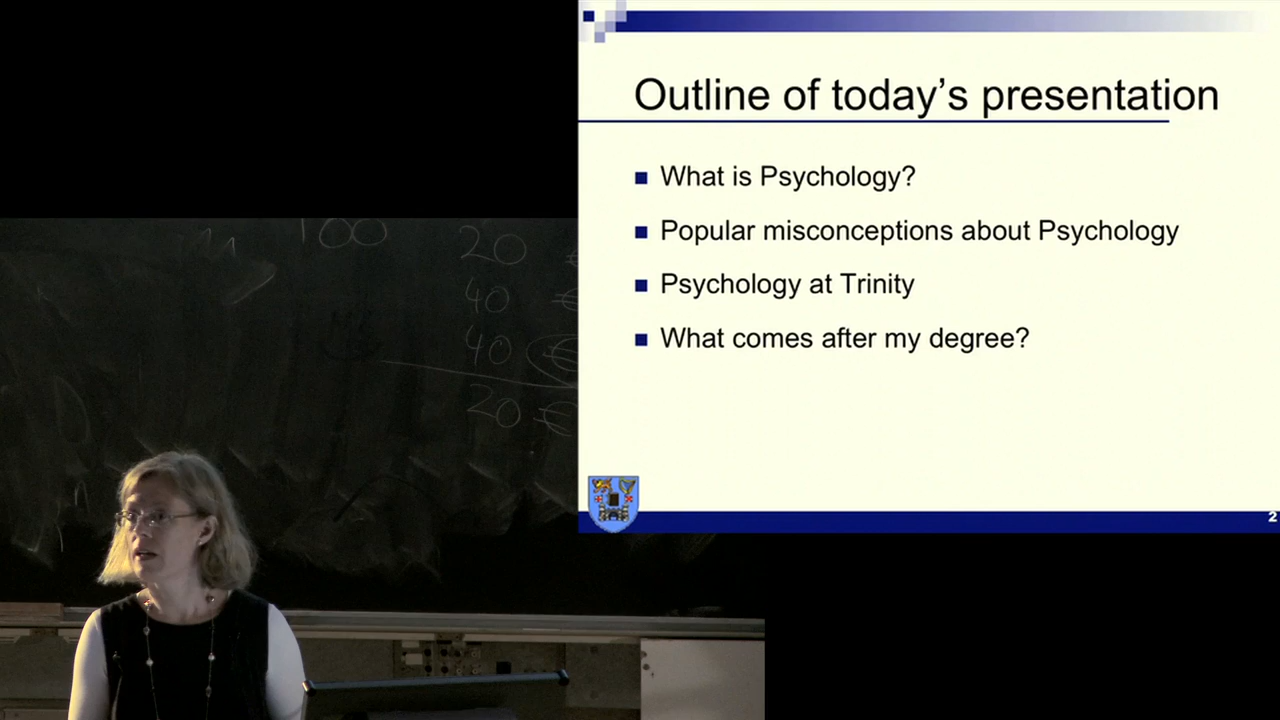 Outline of today's presentation
What is Psychology?
Popular misconceptions about Psychology
Psychology at Trinity
What comes after my degree?
2
100
20 €
40 €
40 €
20 €